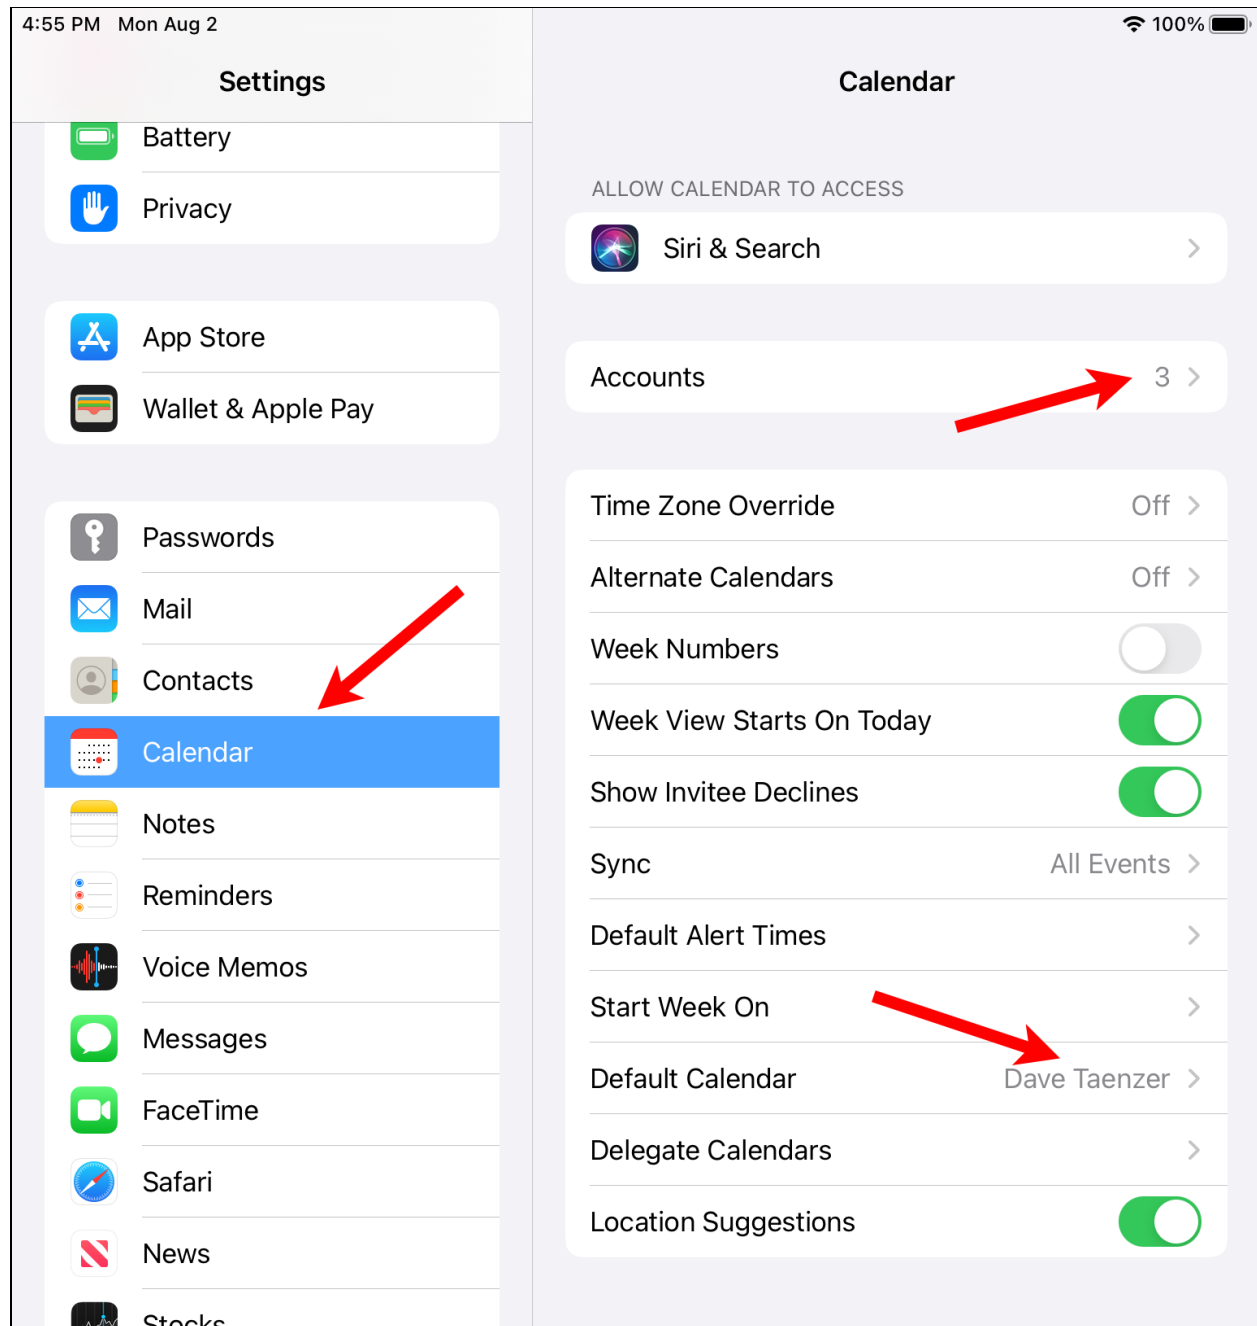 4:55 PM Mon Aug 2
100%
Settings
Battery
Privacy
App Store
Wallet & Apple Pay
Passwords
Mail
Contacts
Calendar
Notes
Reminders
Voice Memos
Messages
FaceTime
Safari
News
Stocks
Calendar
ALLOW CALENDAR TO ACCESS
Siri & Search
Accounts 3
Time Zone Override Off
Alternate Calendars Off
Week Numbers
Week View Starts On Today
Show Invitee Declines
Sync All Events
Default Alert Times
Start Week On
Default Calendar Dave Taenzer
Delegate Calendars
Location Suggestions